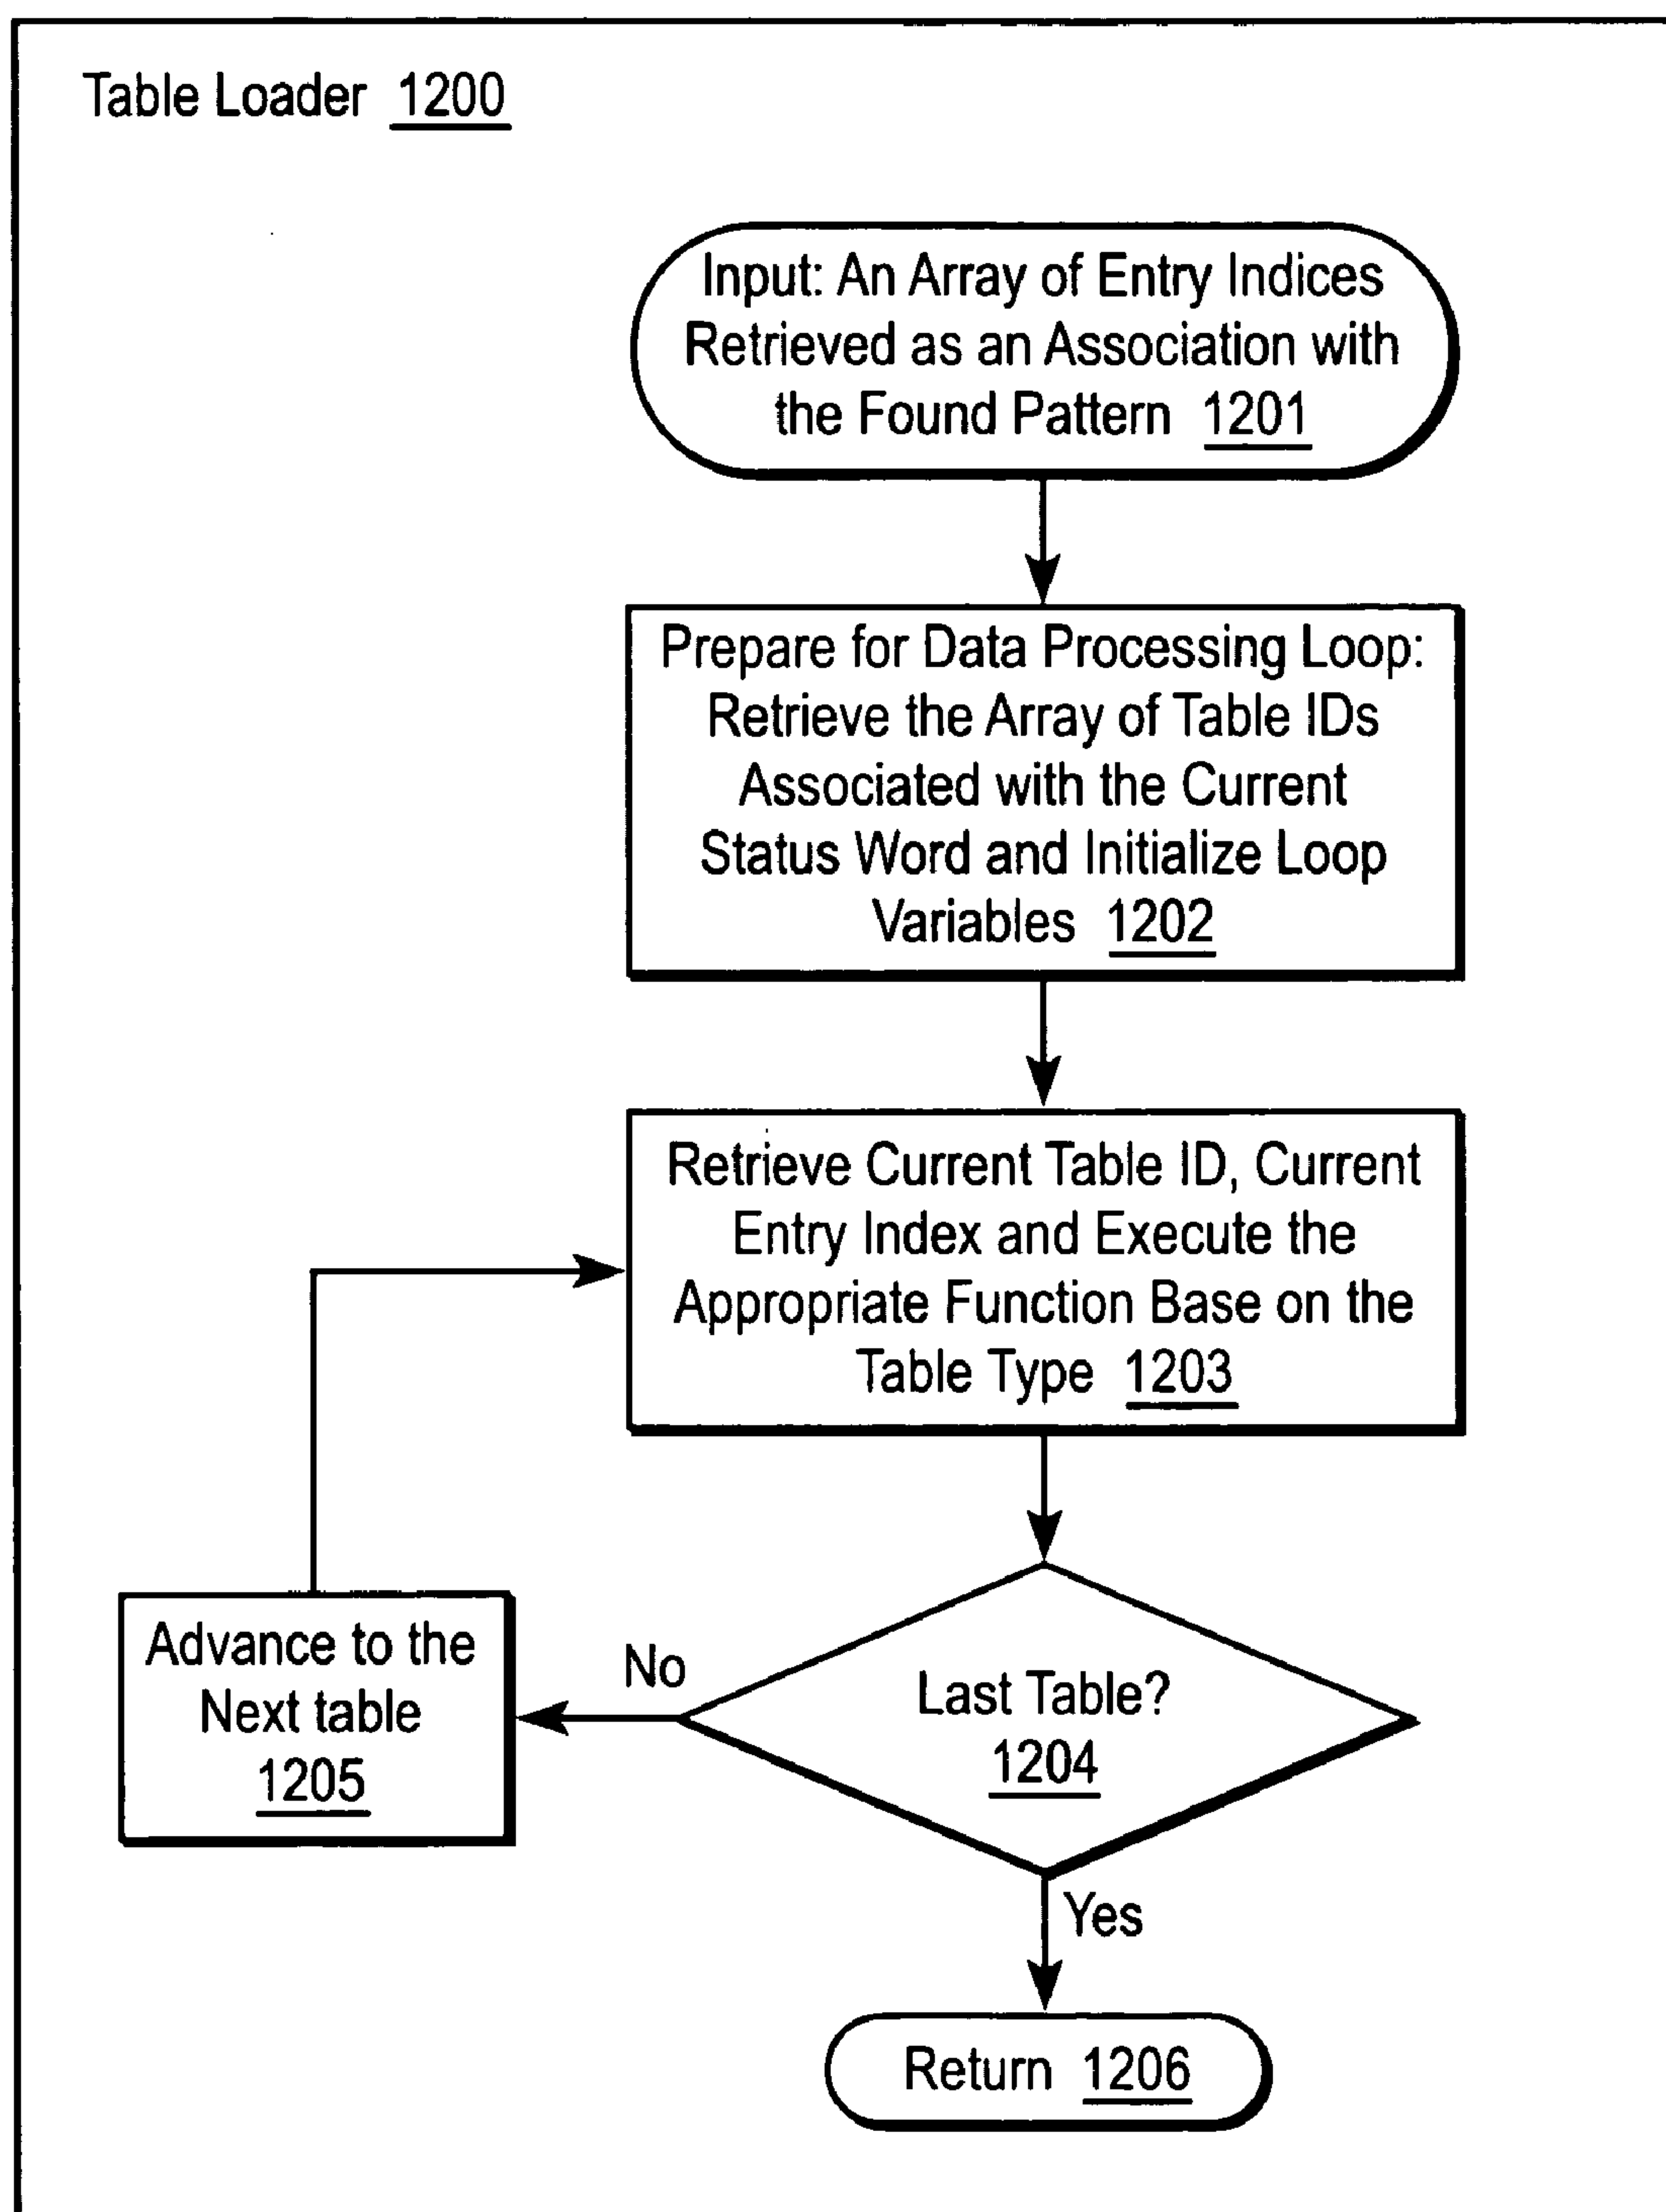 Table Loader 1200
Input: An Array of Entry Indices
Retrieved as an Association with
the Found Pattern 1201
Prepare for Data Processing Loop:
Retrieve the Array of Table IDs
Associated with the Current
Status Word and Initialize Loop
Variables 1202
Retrieve Current Table ID, Current
Entry Index and Execute the
Appropriate Function Base on the
Table Type 1203
Last Table?
1204
No
Advance to the
Next table
1205
Yes
Return 1206